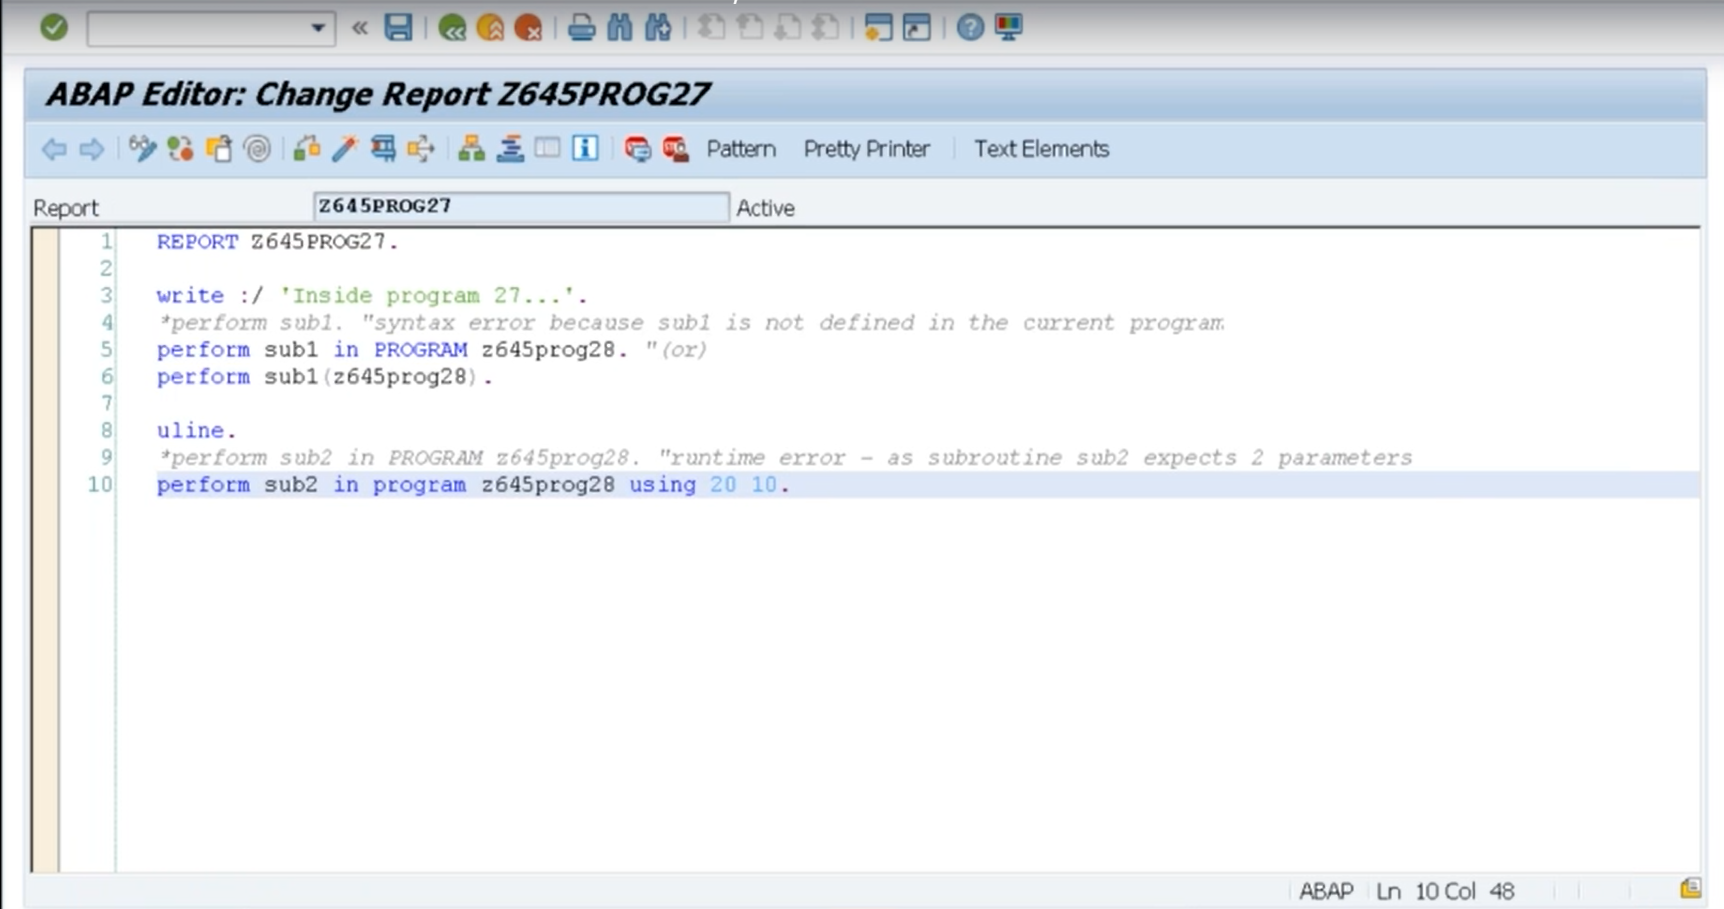 «
ABAP Editor: Change Report Z645PROG27
Pattern Pretty Printer Text Elements
Report Z645PROG27 Active
1 REPORT Z645PROG27.
2
3 write :/ 'Inside program 27...'.
4 *perform sub1. "syntax error because sub1 is not defined in the current program
5 perform sub1 in PROGRAM z645prog28. "(or)
6 perform sub1(z645prog28).
7
8 uline.
9 *perform sub2 in PROGRAM z645prog28. "runtime error - as subroutine sub2 expects 2 parameters
10 perform sub2 in program z645prog28 using 20 10.
ABAP Ln 10 Col 48